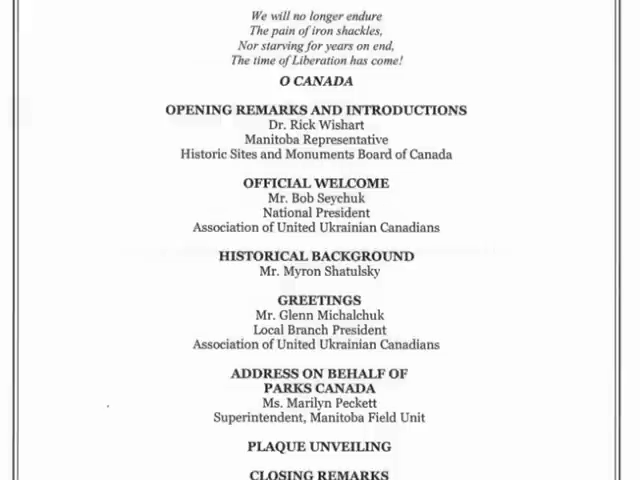 We will no longer endure
The pain of iron shackles,
Nor starving for years on end,
The time of Liberation has come!
O CANADA
OPENING REMARKS AND INTRODUCTIONS
Dr. Rick Wishart
Manitoba Representative
Historic Sites and Monuments Board of Canada
OFFICIAL WELCOME
Mr. Bob Seychuk
National President
Association of United Ukrainian Canadians
HISTORICAL BACKGROUND
Mr. Myron Shatulsky
GREETINGS
Mr. Glenn Michalchuk
Local Branch President
Association of United Ukrainian Canadians
ADDRESS ON BEHALF OF
PARKS CANADA
Ms. Marilyn Peckett
Superintendent, Manitoba Field Unit
PLAQUE UNVEILING
CLOSING REMARKS